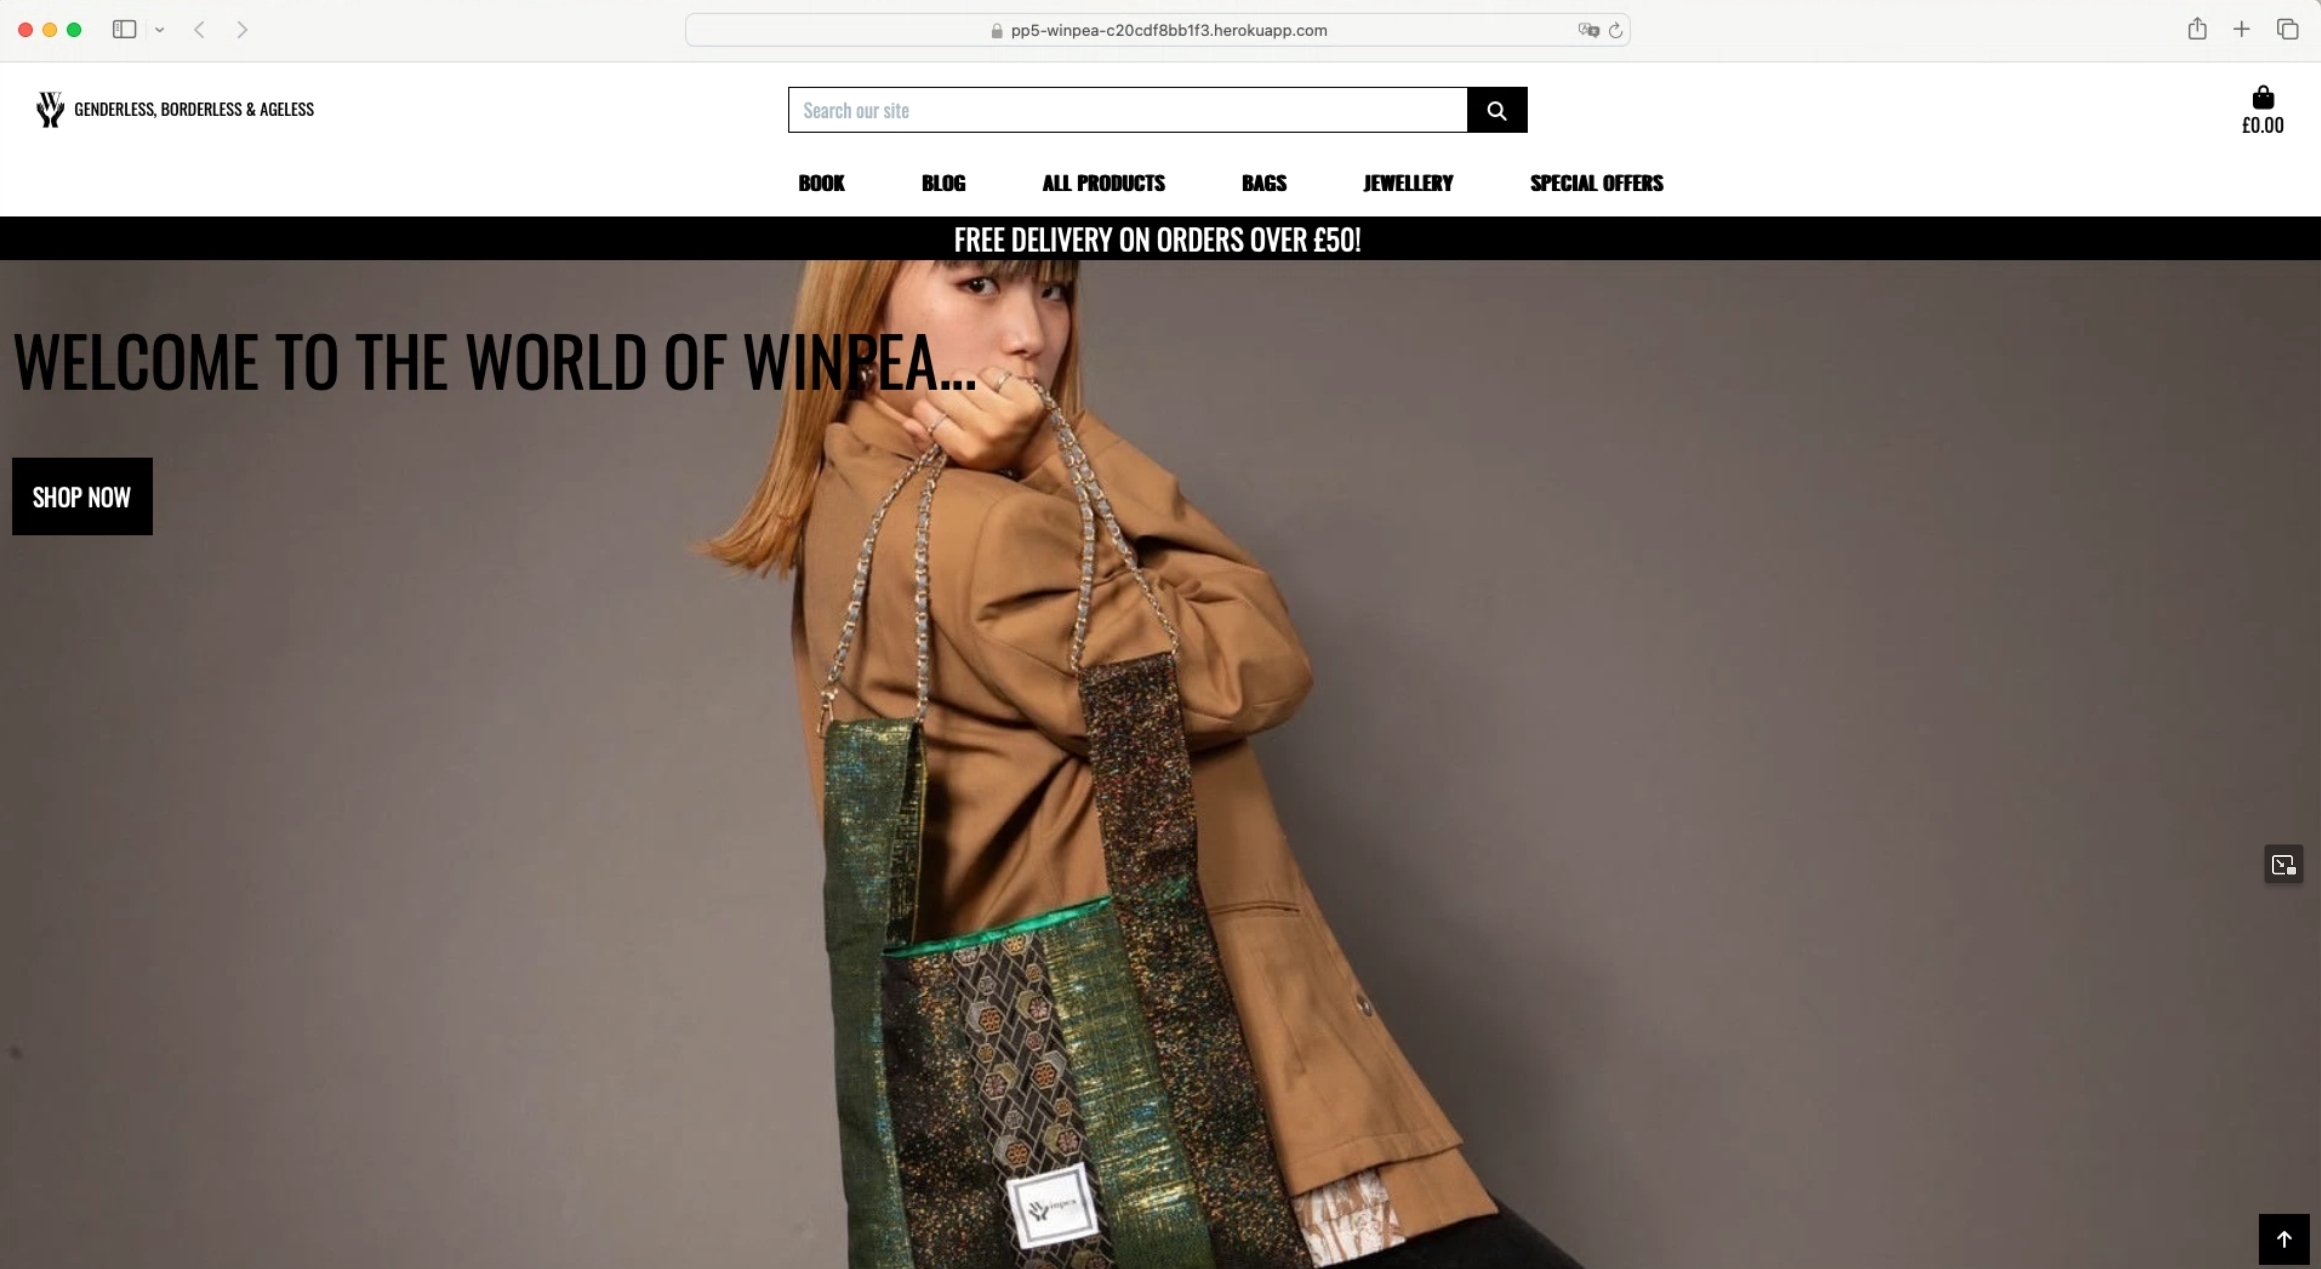 pp5-winpea-c20cdf8bb1f3.herokuapp.com
W GENDERLESS, BORDERLESS & AGELESS
Search our site
£0.00
BOOK BLOG ALL PRODUCTS BAGS JEWELLERY SPECIAL OFFERS
FREE DELIVERY ON ORDERS OVER £50!
WELCOME TO THE WORLD OF WINPEA...
SHOP NOW
Winpea